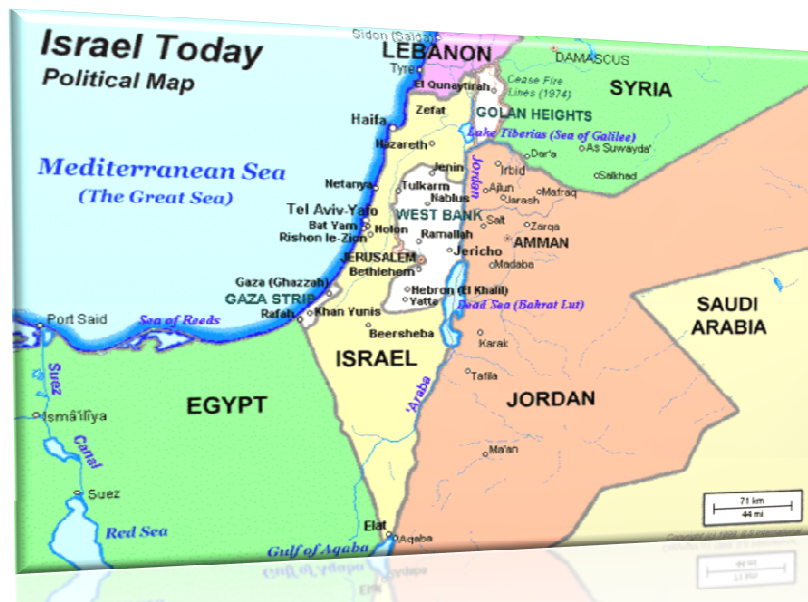 Israel Today
Political Map
Mediterranean Sea
(The Great Sea)
Sidon (Saida)
LEBANON
Tyre
El Qunaytirah
Cease Fire
Lines (1974)
DAMASCUS
SYRIA
GOLAN HEIGHTS
Zefat
Haifa
Lake Tiberias (Sea of Galilee)
Nazareth
Dar'a
As Suwayda'
Salkhad
Jenin
Jordan
Irbid
Netanya
Tulkarm
Ajlun
Mafraq
Jarash
Nablus
Tel Aviv-Yafo
WEST BANK
Bat Yam
Holon
Salt
Zarqa
Rishon le-Zion
Ramallah
AMMAN
Jericho
JERUSALEM
Bethlehem
Madaba
Gaza (Ghazzah)
Hebron (El Khalil)
GAZA STRIP
Yatta
Dead Sea (Bahrat Lut)
Rafah
Khan Yunis
SAUDI
ARABIA
Port Said
Sea of Reeds
Beersheba
Karak
ISRAEL
Suez
Tafila
'Araba
EGYPT
JORDAN
Ismâ'ilîya
Canal
Ma'an
Suez
71 km
44 mi
Red Sea
Elat
Aqaba
Gulf of Aqaba